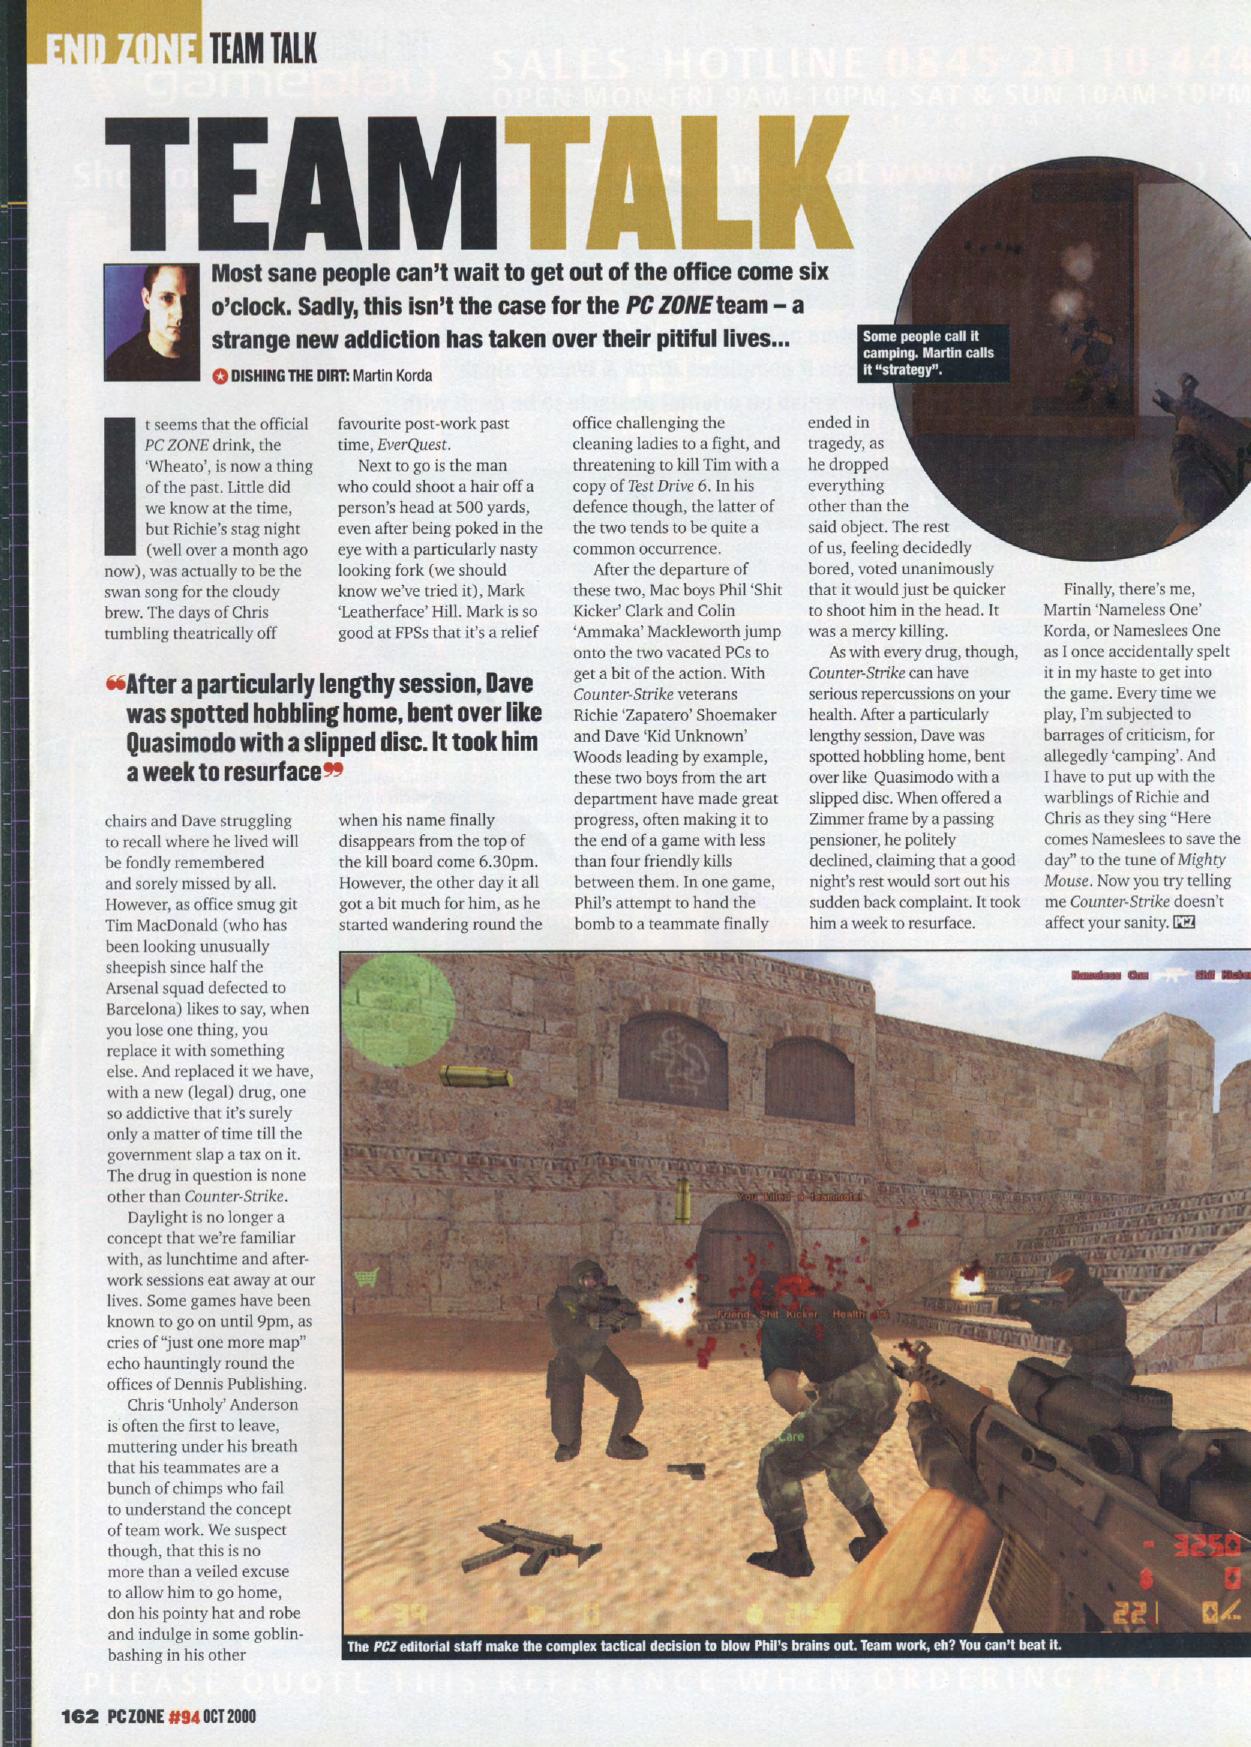 END ZONE TEAM TALK
TEAMTALK
Most sane people can't wait to get out of the office come six
o'clock. Sadly, this isn't the case for the PC ZONE team – a
strange new addiction has taken over their pitiful lives...
DISHING THE DIRT: Martin Korda
Some people call it
camping. Martin calls
it "strategy".
It seems that the official
PC ZONE drink, the
'Wheato', is now a thing
of the past. Little did
we know at the time,
but Richie's stag night
(well over a month ago
now), was actually to be the
swan song for the cloudy
brew. The days of Chris
tumbling theatrically off
"After a particularly lengthy session, Dave
was spotted hobbling home, bent over like
Quasimodo with a slipped disc. It took him
a week to resurface"
chairs and Dave struggling
to recall where he lived will
be fondly remembered
and sorely missed by all.
However, as office smug git
Tim MacDonald (who has
been looking unusually
sheepish since half the
Arsenal squad defected to
Barcelona) likes to say, when
you lose one thing, you
replace it with something
else. And replaced it we have,
with a new (legal) drug, one
so addictive that it's surely
only a matter of time till the
government slap a tax on it.
The drug in question is none
other than Counter-Strike.
Daylight is no longer a
concept that we're familiar
with, as lunchtime and after-
work sessions eat away at our
lives. Some games have been
known to go on until 9pm, as
cries of "just one more map"
echo hauntingly round the
offices of Dennis Publishing.
Chris 'Unholy' Anderson
is often the first to leave,
muttering under his breath
that his teammates are a
bunch of chimps who fail
to understand the concept
of team work. We suspect
though, that this is no
more than a veiled excuse
to allow him to go home,
don his pointy hat and robe
and indulge in some goblin-
bashing in his other
favourite post-work past
time, EverQuest.
Next to go is the man
who could shoot a hair off a
person's head at 500 yards,
even after being poked in the
eye with a particularly nasty
looking fork (we should
know we've tried it), Mark
'Leatherface' Hill. Mark is so
good at FPSs that it's a relief
when his name finally
disappears from the top of
the kill board come 6.30pm.
However, the other day it all
got a bit much for him, as he
started wandering round the
office challenging the
cleaning ladies to a fight, and
threatening to kill Tim with a
copy of Test Drive 6. In his
defence though, the latter of
the two tends to be quite a
common occurrence.
After the departure of
these two, Mac boys Phil 'Shit
Kicker' Clark and Colin
'Ammaka' Mackleworth jump
onto the two vacated PCs to
get a bit of the action. With
Counter-Strike veterans
Richie 'Zapatero' Shoemaker
and Dave 'Kid Unknown'
Woods leading by example,
these two boys from the art
department have made great
progress, often making it to
the end of a game with less
than four friendly kills
between them. In one game,
Phil's attempt to hand the
bomb to a teammate finally
ended in
tragedy, as
he dropped
everything
other than the
said object. The rest
of us, feeling decidedly
bored, voted unanimously
that it would just be quicker
to shoot him in the head. It
was a mercy killing.
As with every drug, though,
Counter-Strike can have
serious repercussions on your
health. After a particularly
lengthy session, Dave was
spotted hobbling home, bent
over like Quasimodo with a
slipped disc. When offered a
Zimmer frame by a passing
pensioner, he politely
declined, claiming that a good
night's rest would sort out his
sudden back complaint. It took
him a week to resurface.
Finally, there's me,
Martin 'Nameless One'
Korda, or Nameslees One
as I once accidentally spelt
it in my haste to get into
the game. Every time we
play, I'm subjected to
barrages of criticism, for
allegedly 'camping'. And
I have to put up with the
warblings of Richie and
Chris as they sing "Here
comes Nameslees to save the
day" to the tune of Mighty
Mouse. Now you try telling
me Counter-Strike doesn't
affect your sanity. PCZ
Nameslees One Shit Kicker
You killed a teammate!
Friend Shit Kicker Health
Care
3250
0
39
221
The PCZ editorial staff make the complex tactical decision to blow Phil's brains out. Team work, eh? You can't beat it.
162 PC ZONE #94 OCT 2000